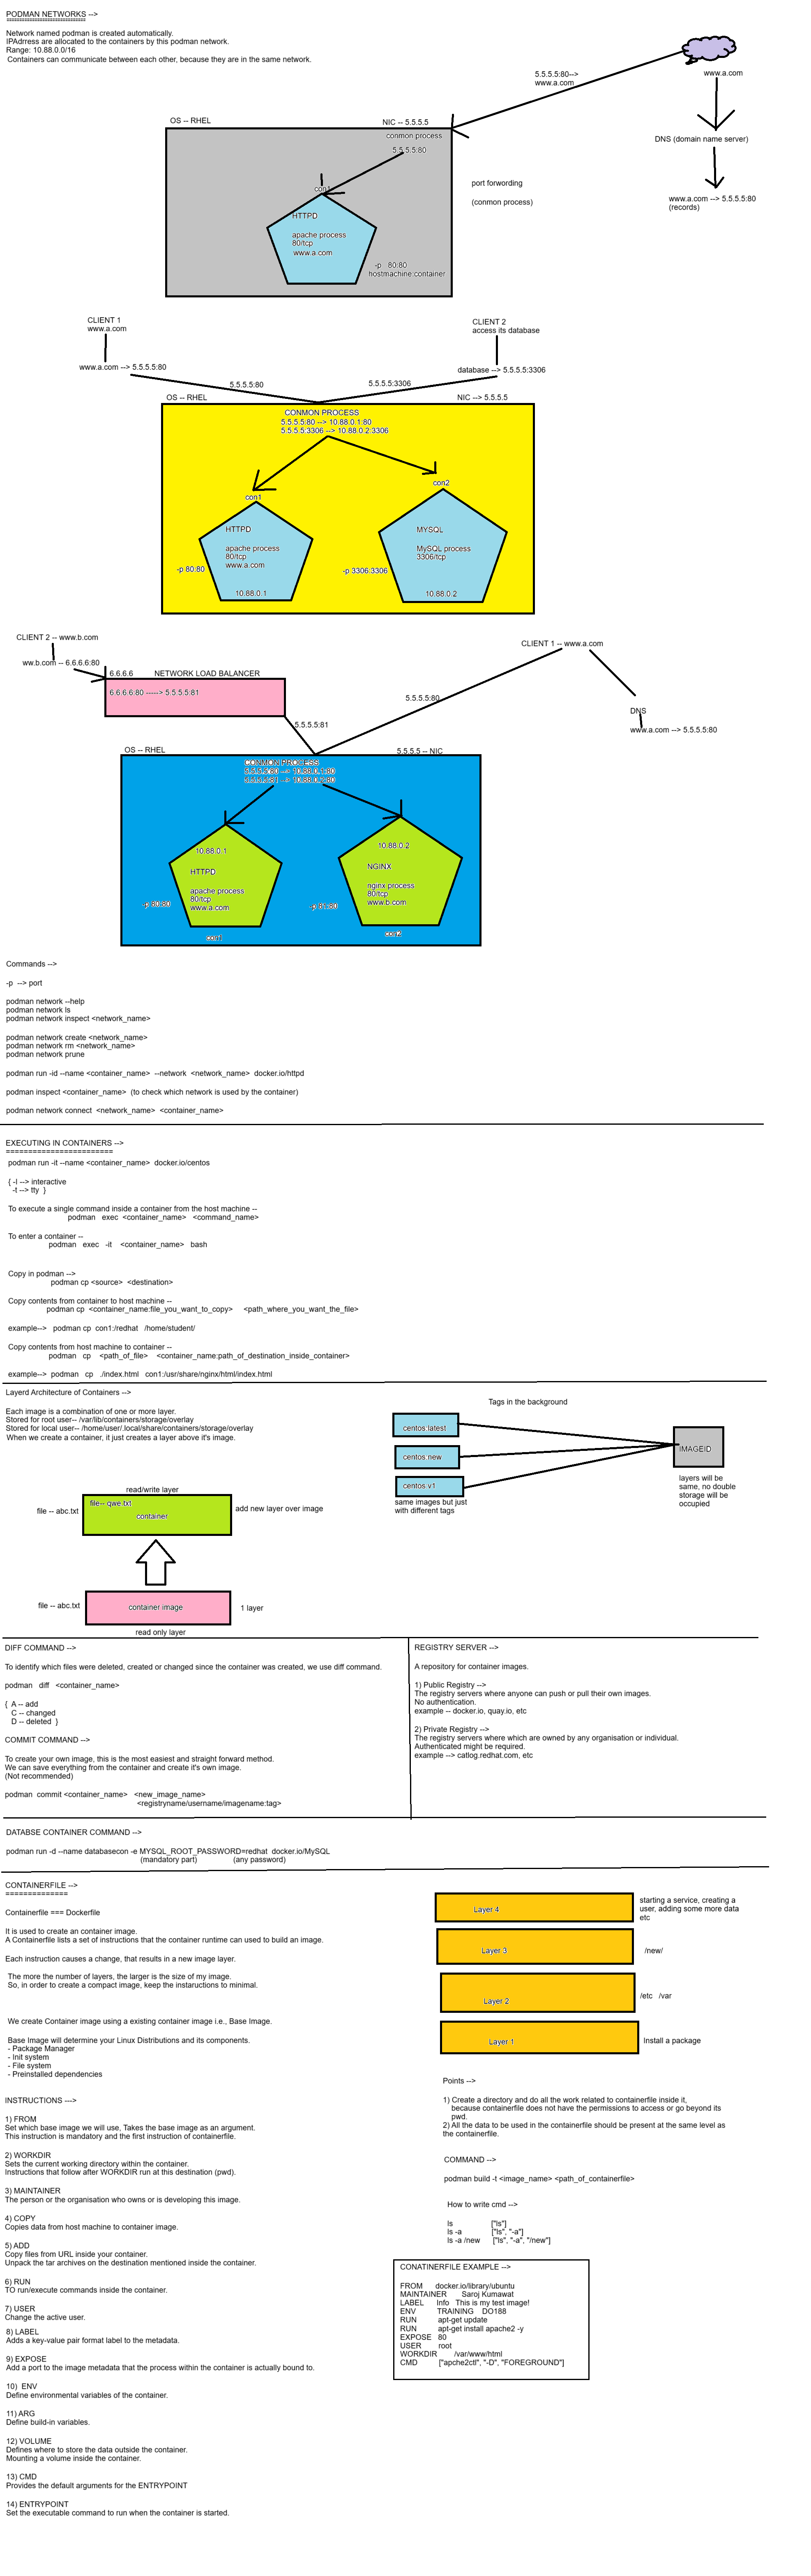 PODMAN NETWORKS -->
==========================
Network named podman is created automatically.
IPAdrress are allocated to the containers by this podman network.
Range: 10.88.0.0/16
Containers can communicate between each other, because they are in the same network.
5.5.5.5:80-->
www.a.com
www.a.com
DNS (domain name server)
www.a.com --> 5.5.5.5:80
(records)
OS -- RHEL
NIC -- 5.5.5.5
conmon process
5.5.5.5:80
con1
HTTPD
apache process
80/tcp
www.a.com
-p 80:80
hostmachine:container
port forwording
(conmon process)
CLIENT 1
www.a.com
www.a.com --> 5.5.5.5:80
5.5.5.5:80
CLIENT 2
access its database
database --> 5.5.5.5:3306
5.5.5.5:3306
OS -- RHEL
NIC --> 5.5.5.5
CONMON PROCESS
5.5.5.5:80 --> 10.88.0.1:80
5.5.5.5:3306 --> 10.88.0.2:3306
con1
HTTPD
apache process
80/tcp
www.a.com
-p 80:80
10.88.0.1
con2
MYSQL
MySQL process
3306/tcp
-p 3306:3306
10.88.0.2
CLIENT 2 -- www.b.com
ww.b.com -- 6.6.6.6:80
6.6.6.6
NETWORK LOAD BALANCER
6.6.6.6:80 -----> 5.5.5.5:81
5.5.5.5:81
CLIENT 1 -- www.a.com
5.5.5.5:80
DNS
www.a.com --> 5.5.5.5:80
OS -- RHEL
5.5.5.5 -- NIC
CONMON PROCESS
5.5.5.5:80 --> 10.88.0.1:80
5.5.5.5:81 --> 10.88.0.2:80
10.88.0.1
HTTPD
apache process
80/tcp
www.a.com
-p 80:80
con1
10.88.0.2
NGINX
nginx process
80/tcp
www.b.com
-p 81:80
con2
Commands -->
-p --> port
podman network --help
podman network ls
podman network inspect <network_name>
podman network create <network_name>
podman network rm <network_name>
podman network prune
podman run -id --name <container_name> --network <network_name> docker.io/httpd
podman inspect <container_name> (to check which network is used by the container)
podman network connect <network_name> <container_name>
EXECUTING IN CONTAINERS -->
========================
podman run -it --name <container_name> docker.io/centos
{ -I --> interactive
-t --> tty }
To execute a single command inside a container from the host machine --
podman exec <container_name> <command_name>
To enter a container --
podman exec -it <container_name> bash
Copy in podman -->
podman cp <source> <destination>
Copy contents from container to host machine --
podman cp <container_name:file_you_want_to_copy> <path_where_you_want_the_file>
example--> podman cp con1:/redhat /home/student/
Copy contents from host machine to container --
podman cp <path_of_file> <container_name:path_of_destination_inside_container>
example--> podman cp ./index.html con1:/usr/share/nginx/html/index.html
Layerd Architecture of Containers -->
Each image is a combination of one or more layer.
Stored for root user-- /var/lib/containers/storage/overlay
Stored for local user-- /home/user/.local/share/containers/storage/overlay
When we create a container, it just creates a layer above it's image.
read/write layer
file -- abc.txt
file-- qwe.txt
container
add new layer over image
file -- abc.txt
container image
1 layer
read only layer
Tags in the background
centos:latest
centos:new
centos:v1
same images but just
with different tags
IMAGEID
layers will be
same, no double
storage will be
occupied
DIFF COMMAND -->
To identify which files were deleted, created or changed since the container was created, we use diff command.
podman diff <container_name>
{ A -- add
C -- changed
D -- deleted }
COMMIT COMMAND -->
To create your own image, this is the most easiest and straight forward method.
We can save everything from the container and create it's own image.
(Not recommended)
podman commit <container_name> <new_image_name>
<registryname/username/imagename:tag>
REGISTRY SERVER -->
A repository for container images.
1) Public Registry -->
The registry servers where anyone can push or pull their own images.
No authentication.
example -- docker.io, quay.io, etc
2) Private Registry -->
The registry servers where which are owned by any organisation or individual.
Authenticated might be required.
example --> catlog.redhat.com, etc
DATABSE CONTAINER COMMAND -->
podman run -d --name databasecon -e MYSQL_ROOT_PASSWORD=redhat docker.io/MySQL
(mandatory part) (any password)
CONTAINERFILE -->
==============
Containerfile === Dockerfile
It is used to create an container image.
A Containerfile lists a set of instructions that the container runtime can used to build an image.
Each instruction causes a change, that results in a new image layer.
The more the number of layers, the larger is the size of my image.
So, in order to create a compact image, keep the instaructions to minimal.
We create Container image using a existing container image i.e., Base Image.
Base Image will determine your Linux Distributions and its components.
- Package Manager
- Init system
- File system
- Preinstalled dependencies
INSTRUCTIONS --->
1) FROM
Set which base image we will use, Takes the base image as an argument.
This instruction is mandatory and the first instruction of containerfile.
2) WORKDIR
Sets the current working directory within the container.
Instructions that follow after WORKDIR run at this destination (pwd).
3) MAINTAINER
The person or the organisation who owns or is developing this image.
4) COPY
Copies data from host machine to container image.
5) ADD
Copy files from URL inside your container.
Unpack the tar archives on the destination mentioned inside the container.
6) RUN
TO run/execute commands inside the container.
7) USER
Change the active user.
8) LABEL
Adds a key-value pair format label to the metadata.
9) EXPOSE
Add a port to the image metadata that the process within the container is actually bound to.
10) ENV
Define environmental variables of the container.
11) ARG
Define build-in variables.
12) VOLUME
Defines where to store the data outside the container.
Mounting a volume inside the container.
13) CMD
Provides the default arguments for the ENTRYPOINT
14) ENTRYPOINT
Set the executable command to run when the container is started.
Layer 4
starting a service, creating a
user, adding some more data
etc
Layer 3
/new/
Layer 2
/etc /var
Layer 1
Install a package
Points -->
1) Create a directory and do all the work related to containerfile inside it,
because containerfile does not have the permissions to access or go beyond its
pwd.
2) All the data to be used in the containerfile should be present at the same level as
the containerfile.
COMMAND -->
podman build -t <image_name> <path_of_containerfile>
How to write cmd -->
ls ["ls"]
ls -a ["ls", "-a"]
ls -a /new ["ls", "-a", "/new"]
CONATINERFILE EXAMPLE -->
FROM docker.io/library/ubuntu
MAINTAINER Saroj Kumawat
LABEL Info This is my test image!
ENV TRAINING DO188
RUN apt-get update
RUN apt-get install apache2 -y
EXPOSE 80
USER root
WORKDIR /var/www/html
CMD ["apche2ctl", "-D", "FOREGROUND"]